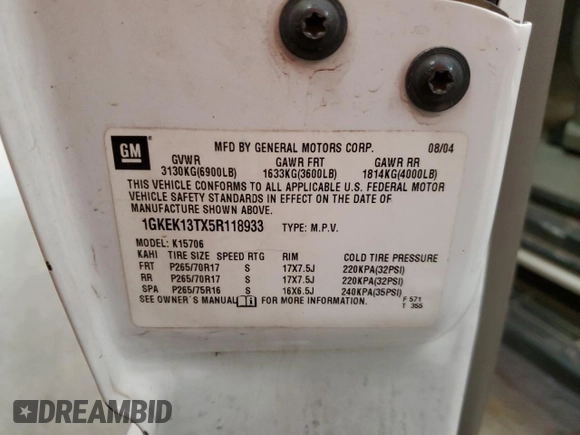 GM
MFD BY GENERAL MOTORS CORP. 08/04
GVWR GAWR FRT GAWR RR
3130KG(6900LB) 1633KG(3600LB) 1814KG(4000LB)
THIS VEHICLE CONFORMS TO ALL APPLICABLE U.S. FEDERAL MOTOR
VEHICLE SAFETY STANDARDS IN EFFECT ON THE DATE OF
MANUFACTURE SHOWN ABOVE.
1GKEK13TX5R118933 TYPE: M.P.V.
MODEL: K15706
KAHI TIRE SIZE SPEED RTG RIM COLD TIRE PRESSURE
FRT P265/70R17 S 17X7.5J 220KPA(32PSI)
RR P265/70R17 S 17X7.5J 220KPA(32PSI)
SPA P265/75R16 S 16X6.5J 240KPA(35PSI)
SEE OWNER'S MANUAL FOR MORE INFORMATION.
F 571
T 355
DREAMBID